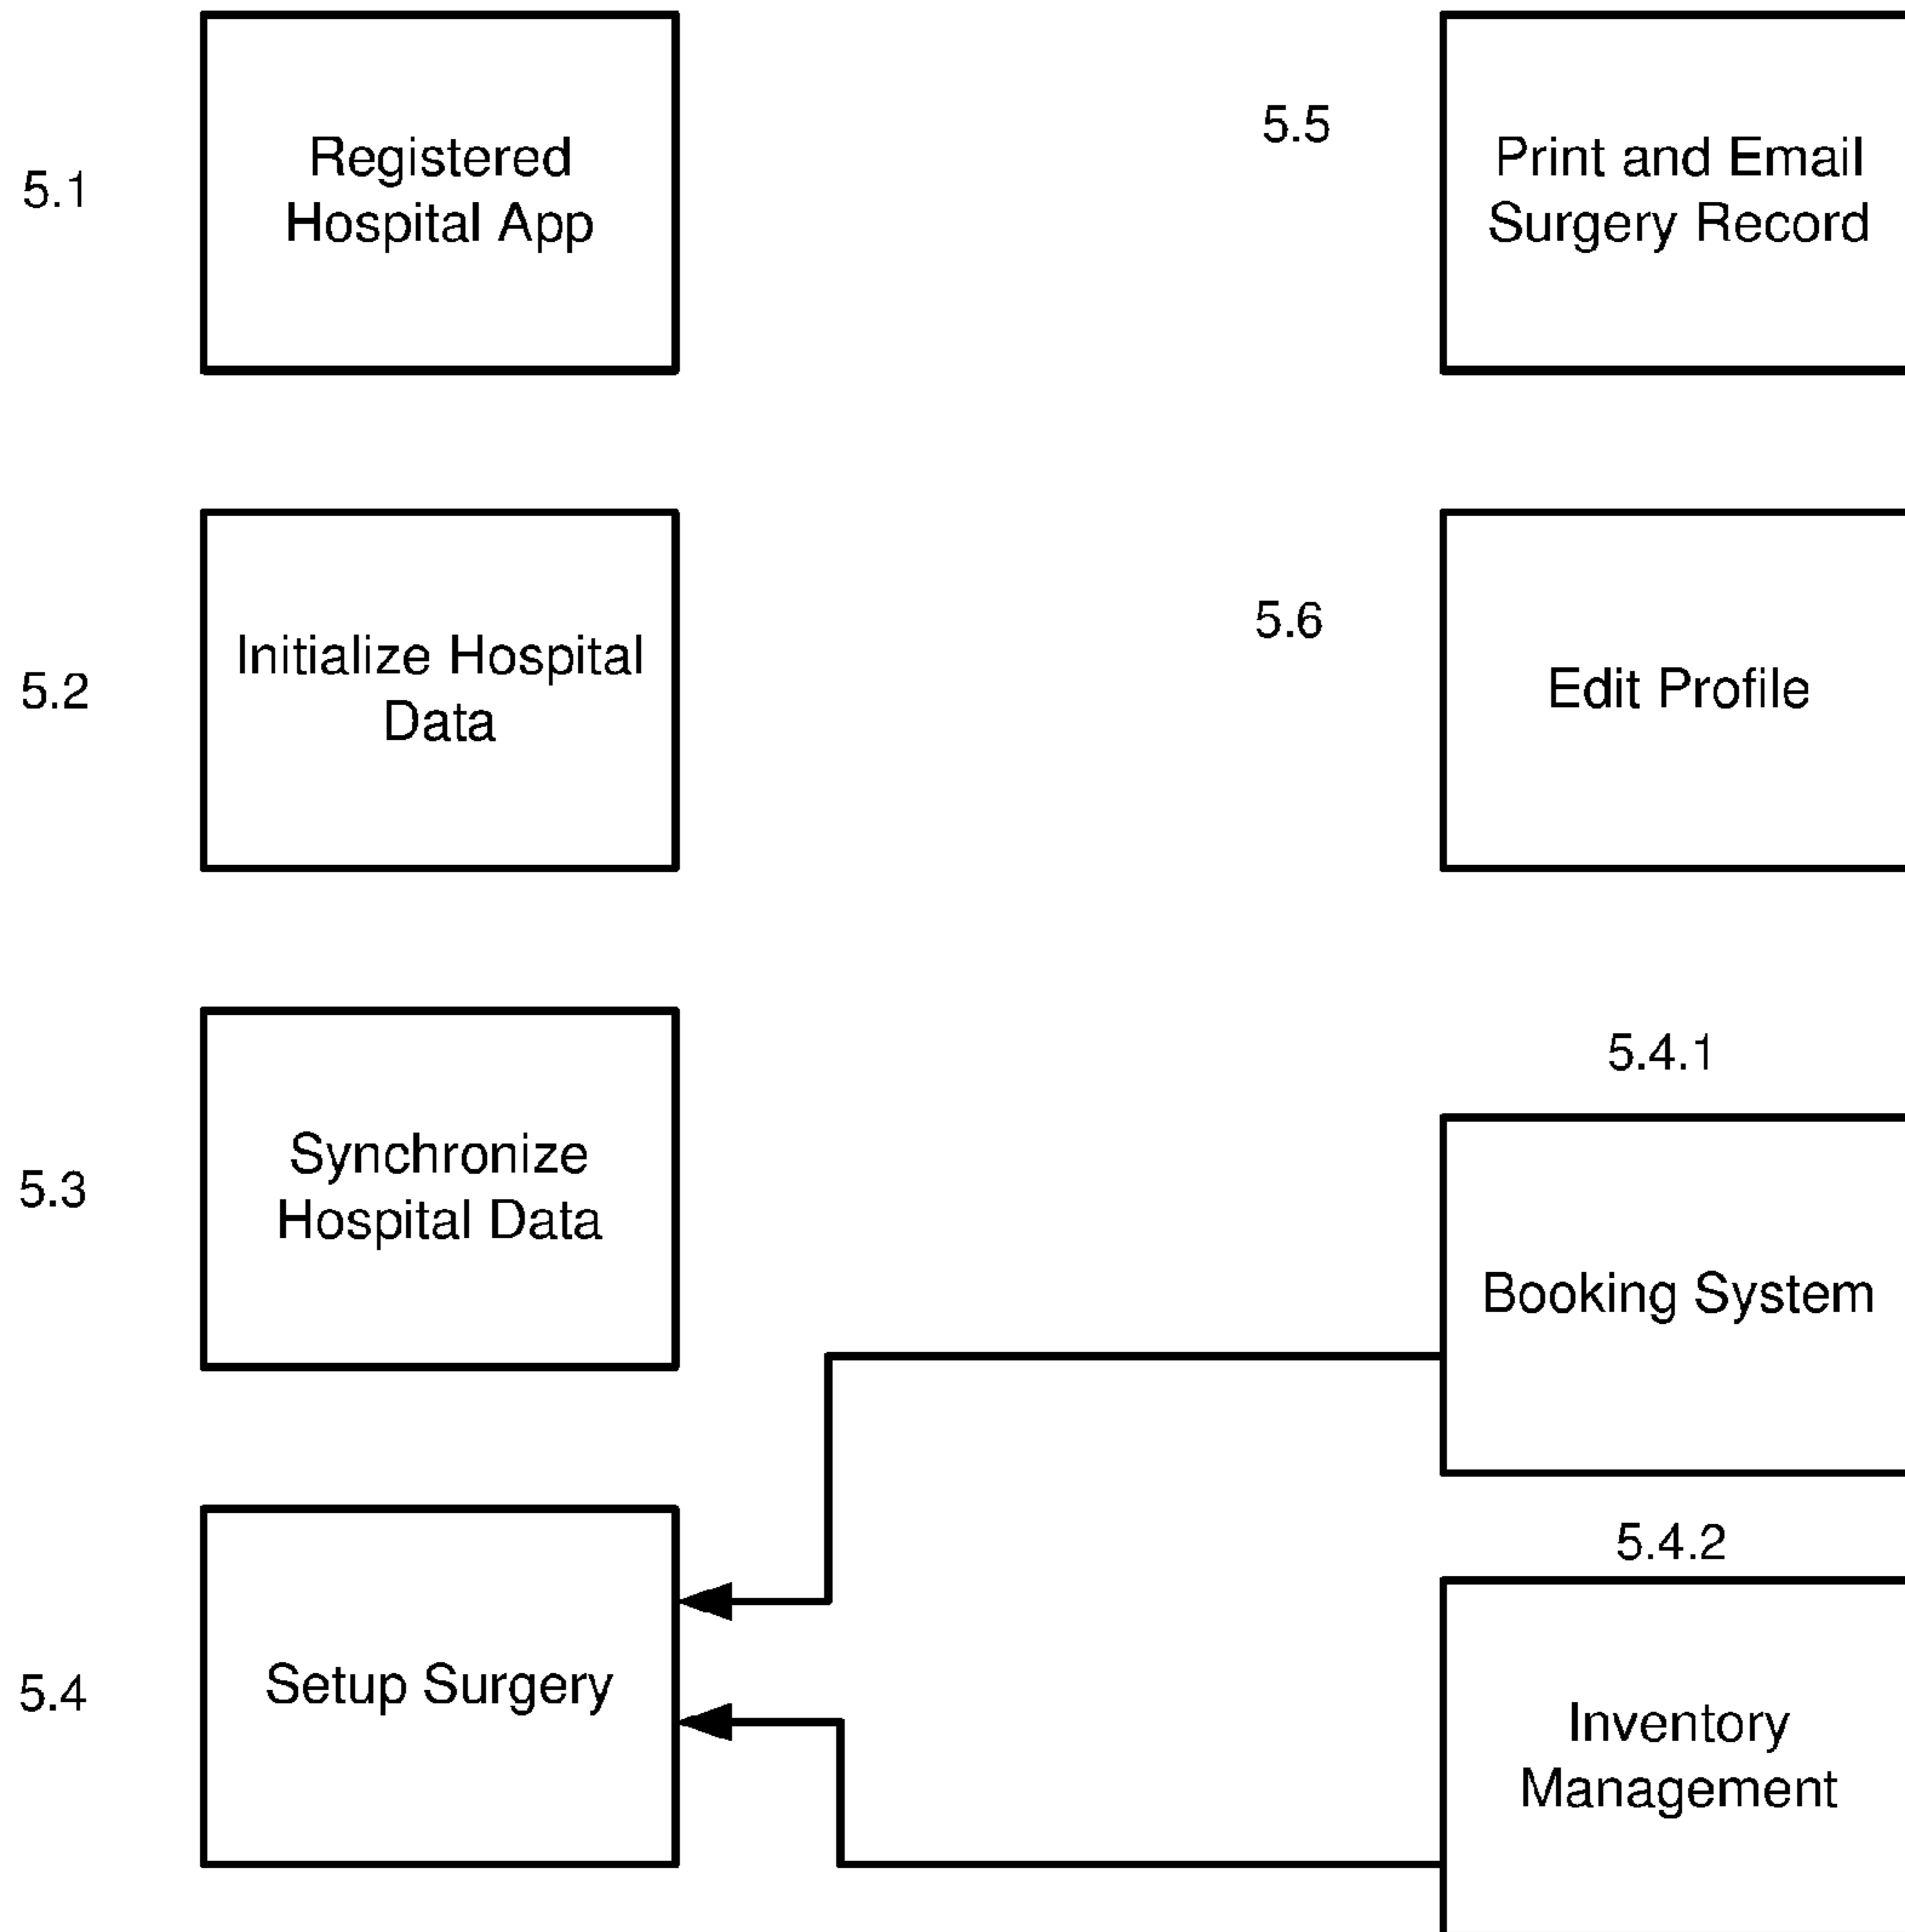 5.1
Registered
Hospital App
5.5
Print and Email
Surgery Record
5.2
Initialize Hospital
Data
5.6
Edit Profile
5.3
Synchronize
Hospital Data
5.4.1
Booking System
5.4
Setup Surgery
5.4.2
Inventory
Management